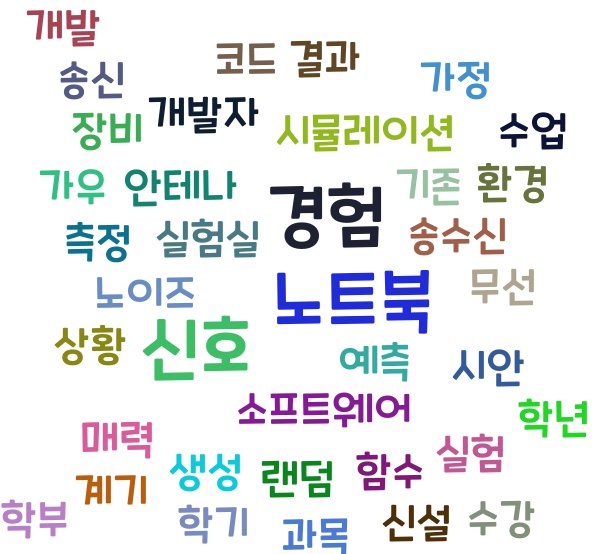 개발
코드 결과
송신
가정
개발자
장비
시뮬레이션
수업
가우
안테나
경험
기존
환경
측정
실험실
송수신
노이즈
노트북
무선
상황
신호
예측
시안
소프트웨어
학년
매력
실험
계기
생성
랜덤
함수
학부
학기
과목
신설
수강